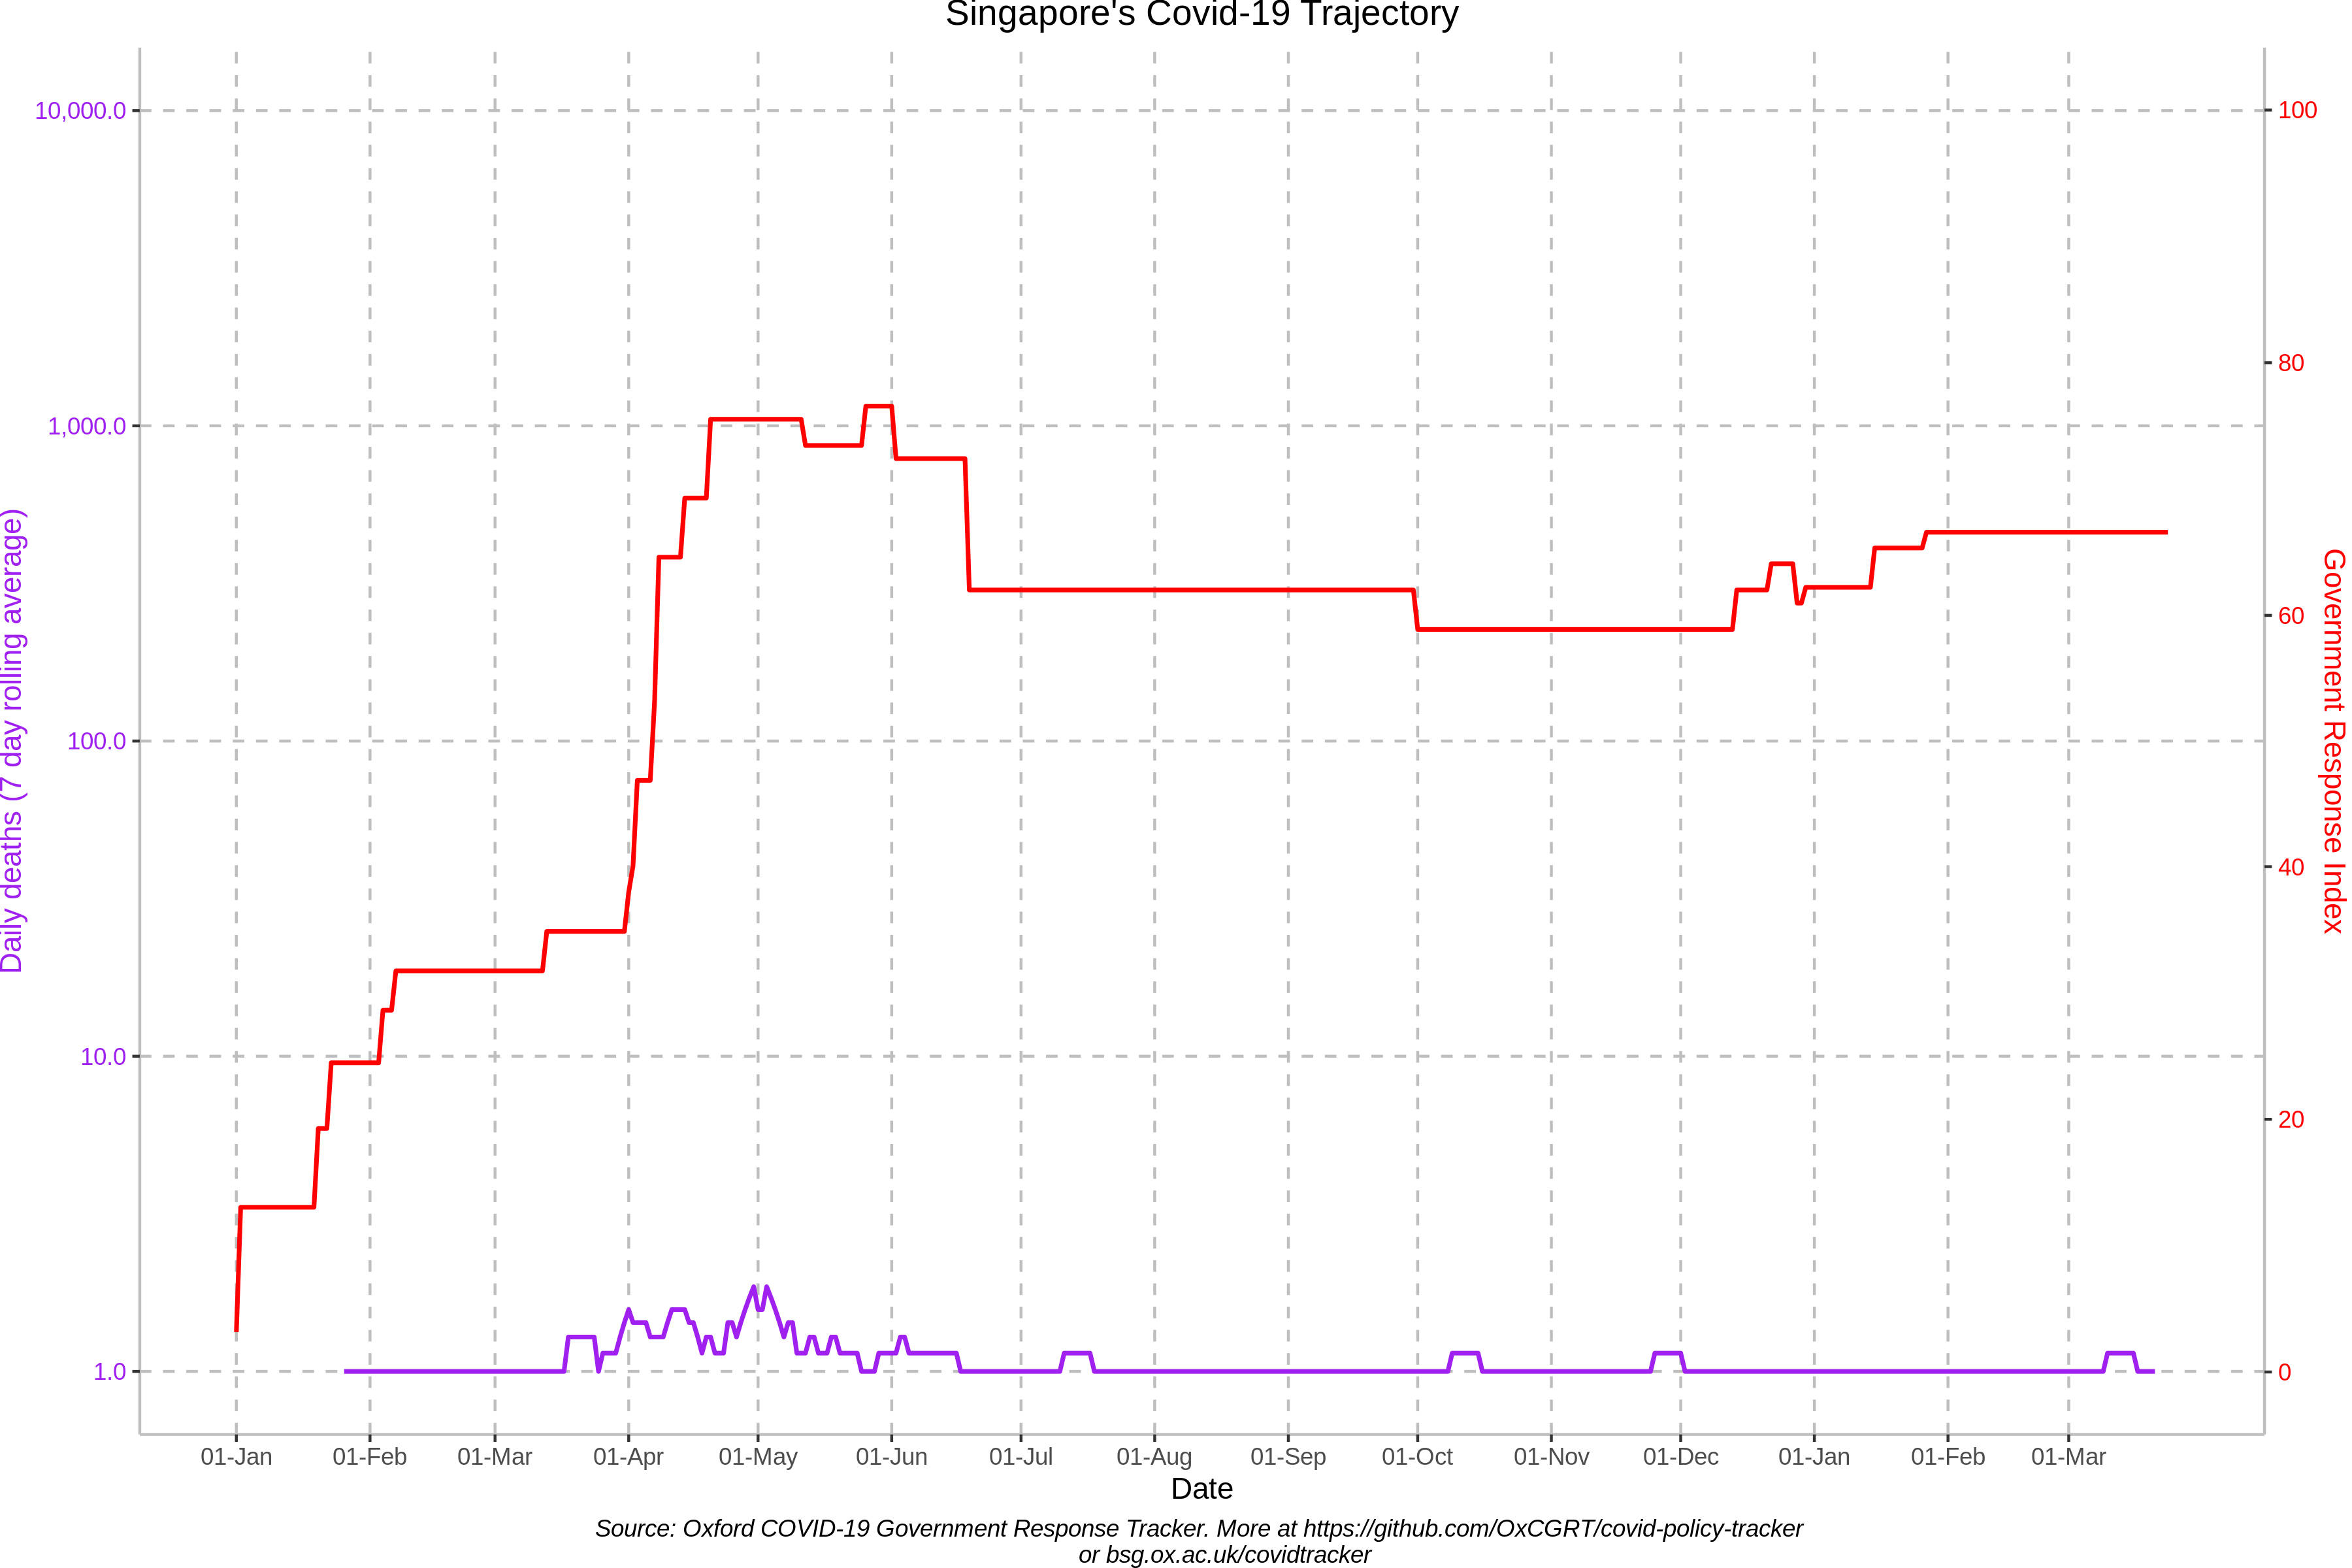 Singapore's Covid-19 Trajectory
10,000.0
1,000.0
100.0
10.0
1.0
Daily deaths (7 day rolling average)
100
80
60
40
20
0
Government Response Index
01-Jan 01-Feb 01-Mar 01-Apr 01-May 01-Jun 01-Jul 01-Aug 01-Sep 01-Oct 01-Nov 01-Dec 01-Jan 01-Feb 01-Mar
Date
Source: Oxford COVID-19 Government Response Tracker. More at https://github.com/OxCGRT/covid-policy-tracker
or bsg.ox.ac.uk/covidtracker